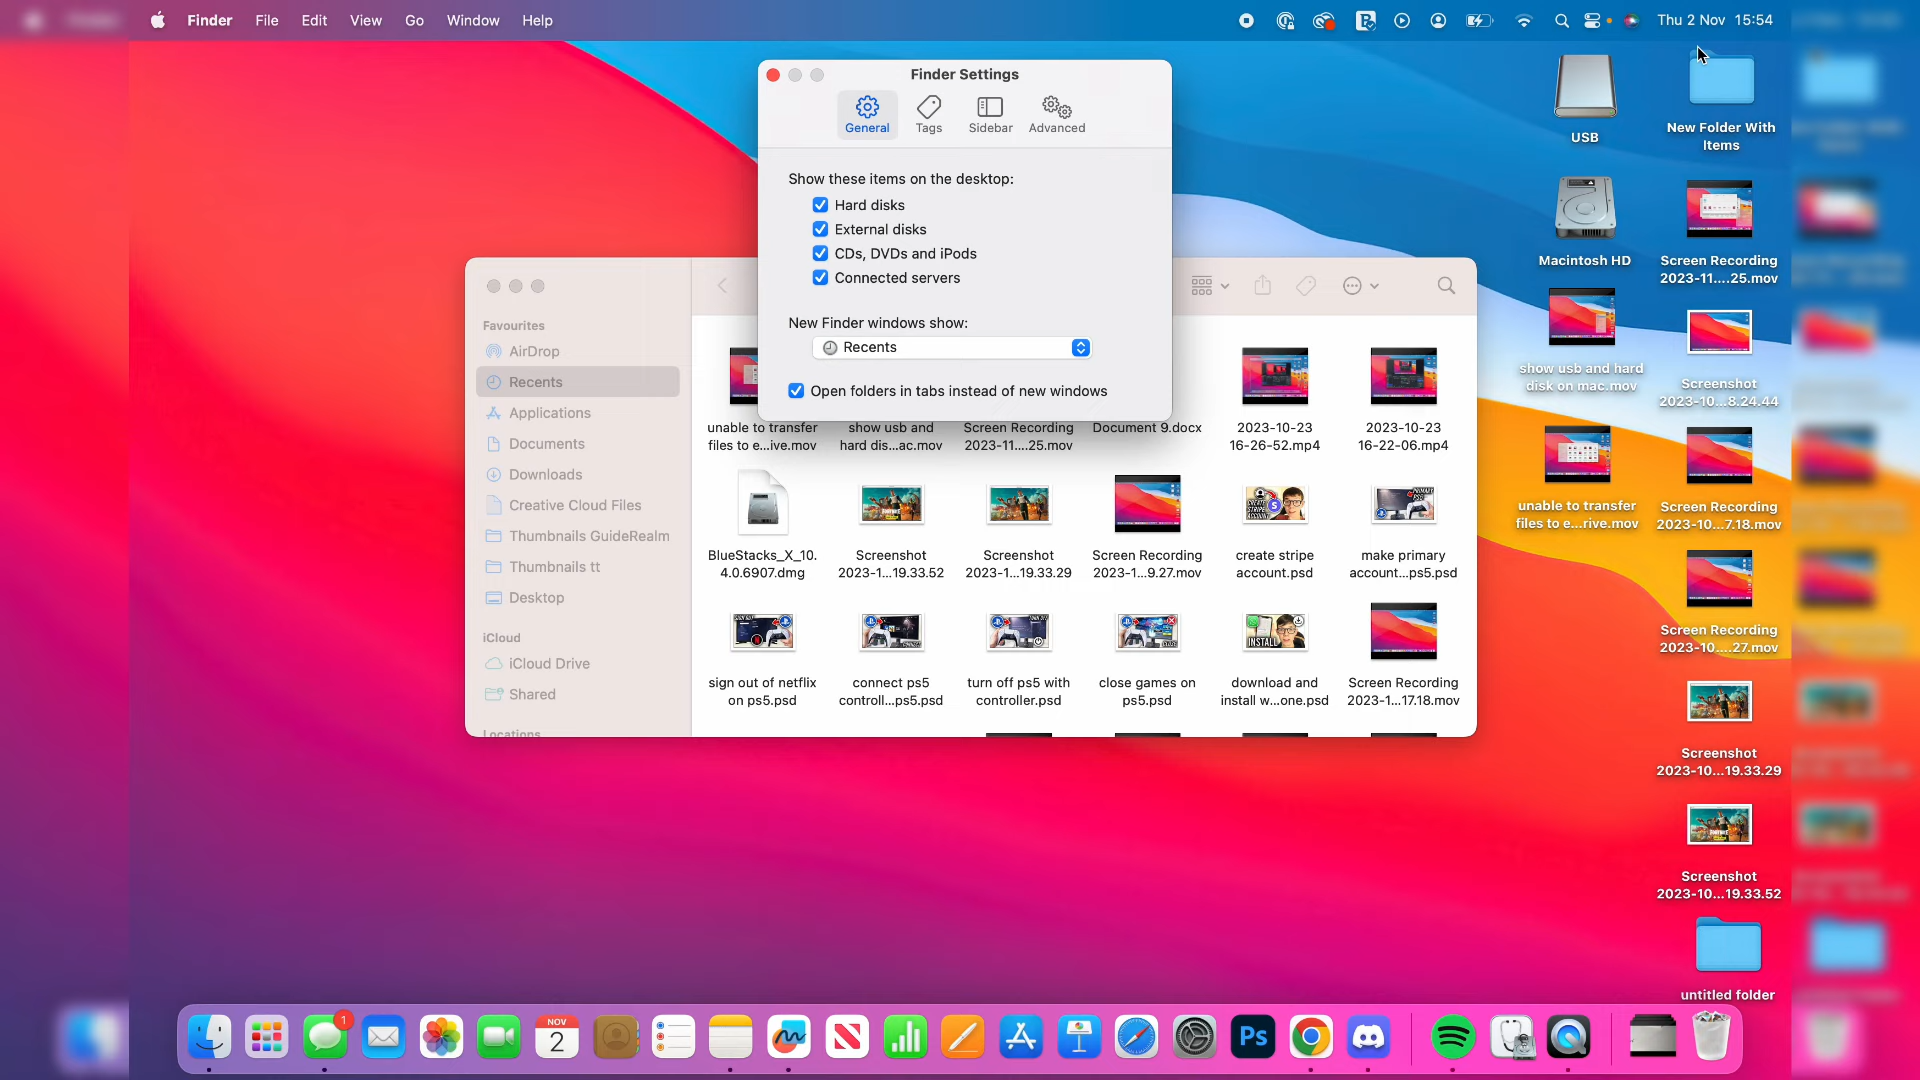 Finder File Edit View Go Window Help
Thu 2 Nov 15:54
Finder Settings
General Tags Sidebar Advanced
Show these items on the desktop:
Hard disks
External disks
CDs, DVDs and iPods
Connected servers
New Finder windows show:
Recents
Open folders in tabs instead of new windows
Favourites
AirDrop
Recents
Applications
Documents
Downloads
Creative Cloud Files
Thumbnails GuideRealm
Thumbnails tt
Desktop
iCloud
iCloud Drive
Shared
Locations
unable to transfer
files to e...ive.mov
show usb and
hard dis...ac.mov
Screen Recording
2023-11....25.mov
Document 9.docx
2023-10-23
16-26-52.mp4
2023-10-23
16-22-06.mp4
BlueStacks_X_10.
4.0.6907.dmg
Screenshot
2023-1...19.33.52
Screenshot
2023-1...19.33.29
Screen Recording
2023-1...9.27.mov
create stripe
account.psd
make primary
account...ps5.psd
sign out of netflix
on ps5.psd
connect ps5
controll...ps5.psd
turn off ps5 with
controller.psd
close games on
ps5.psd
download and
install w...one.psd
Screen Recording
2023-1...17.18.mov
USB
Macintosh HD
show usb and hard
disk on mac.mov
unable to transfer
files to e...rive.mov
New Folder With
Items
Screen Recording
2023-11....25.mov
Screenshot
2023-10...8.24.44
Screen Recording
2023-10...7.18.mov
Screen Recording
2023-10....27.mov
Screenshot
2023-10...19.33.29
Screenshot
2023-10...19.33.52
untitled folder
1
NOV
2
Ps